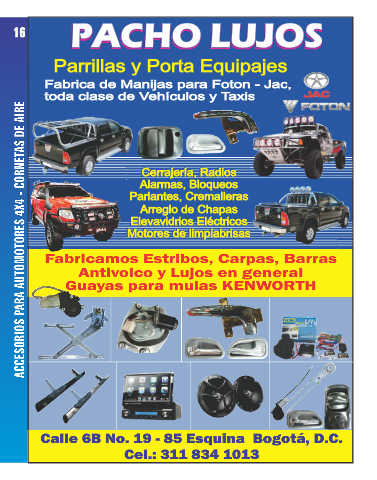 16
ACCESORIOS PARA AUTOMOTORES 4X4 - CORNETAS DE AIRE
PACHO LUJOS
Parrillas y Porta Equipajes
Fabrica de Manijas para Foton - Jac,
toda clase de Vehículos y Taxis
JAC
FOTON
Cerrajería, Radios
Alarmas, Bloqueos
Parlantes, Cremalleras
Arreglo de Chapas
Elevavidrios Eléctricos
Motores de limpiabrisas
Fabricamos Estribos, Carpas, Barras
Antivolco y Lujos en general
Guayas para mulas KENWORTH
Calle 6B No. 19 - 85 Esquina Bogotá, D.C.
Cel.: 311 834 1013